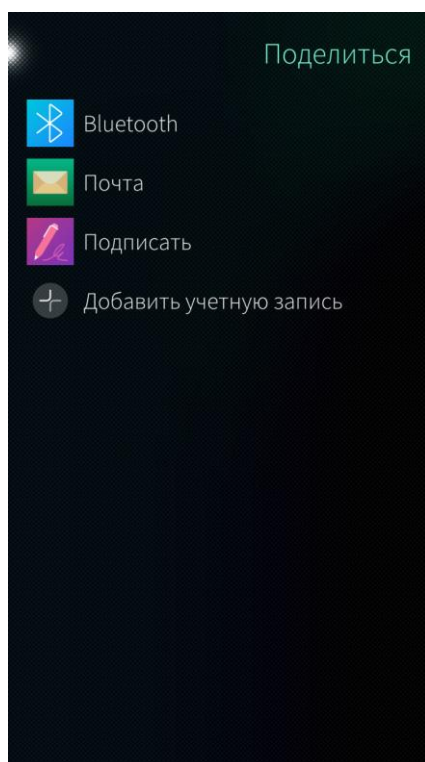 Поделиться
Bluetooth
Почта
Подписать
Добавить учетную запись